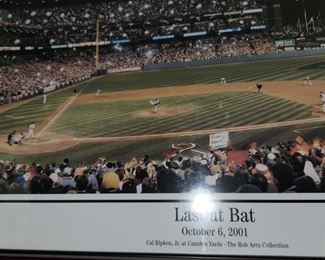 Last at Bat
October 6, 2001
Cal Ripken, Jr. at Camden Yards - The Rob Arra Collection